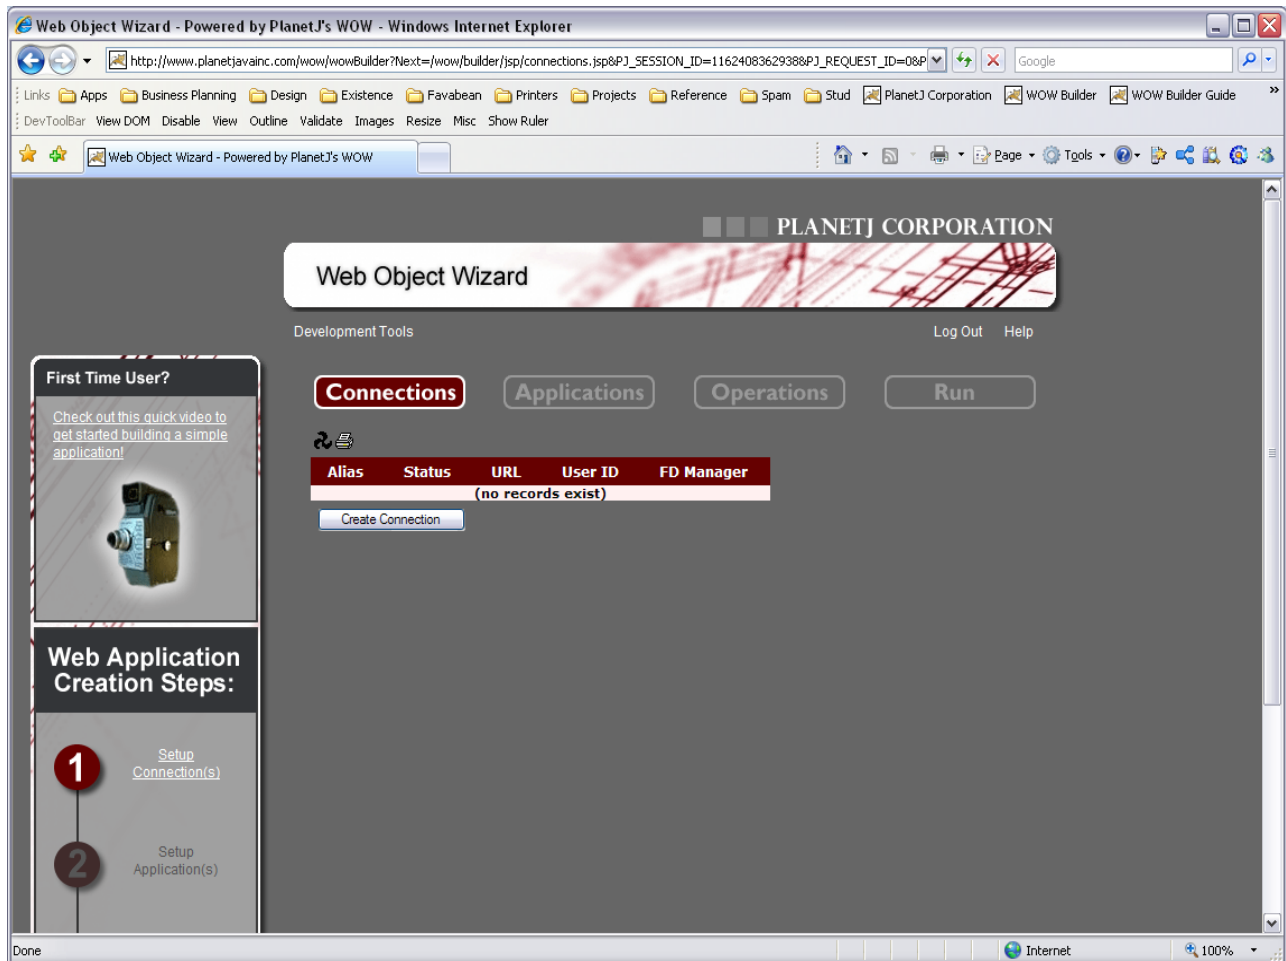 Web Object Wizard - Powered by PlanetJ's WOW - Windows Internet Explorer
http://www.planetjavainc.com/wow/wowBuilder?Next=/wow/builder/jsp/connections.jsp&PJ_SESSION_ID=1162408362938&PJ_REQUEST_ID=0&P Google
Links Apps Business Planning Design Existence Favabean Printers Projects Reference Spam Stud PlanetJ Corporation WOW Builder WOW Builder Guide »
DevToolBar View DOM Disable View Outline Validate Images Resize Misc Show Ruler
Web Object Wizard - Powered by PlanetJ's WOW Page Tools
PLANETJ CORPORATION
Web Object Wizard
Development Tools Log Out Help
First Time User?
Check out this quick video to
get started building a simple
application!
Connections Applications Operations Run
Alias Status URL User ID FD Manager
(no records exist)
Create Connection
Web Application
Creation Steps:
1 Setup
Connection(s)
2 Setup
Application(s)
Done Internet 100%